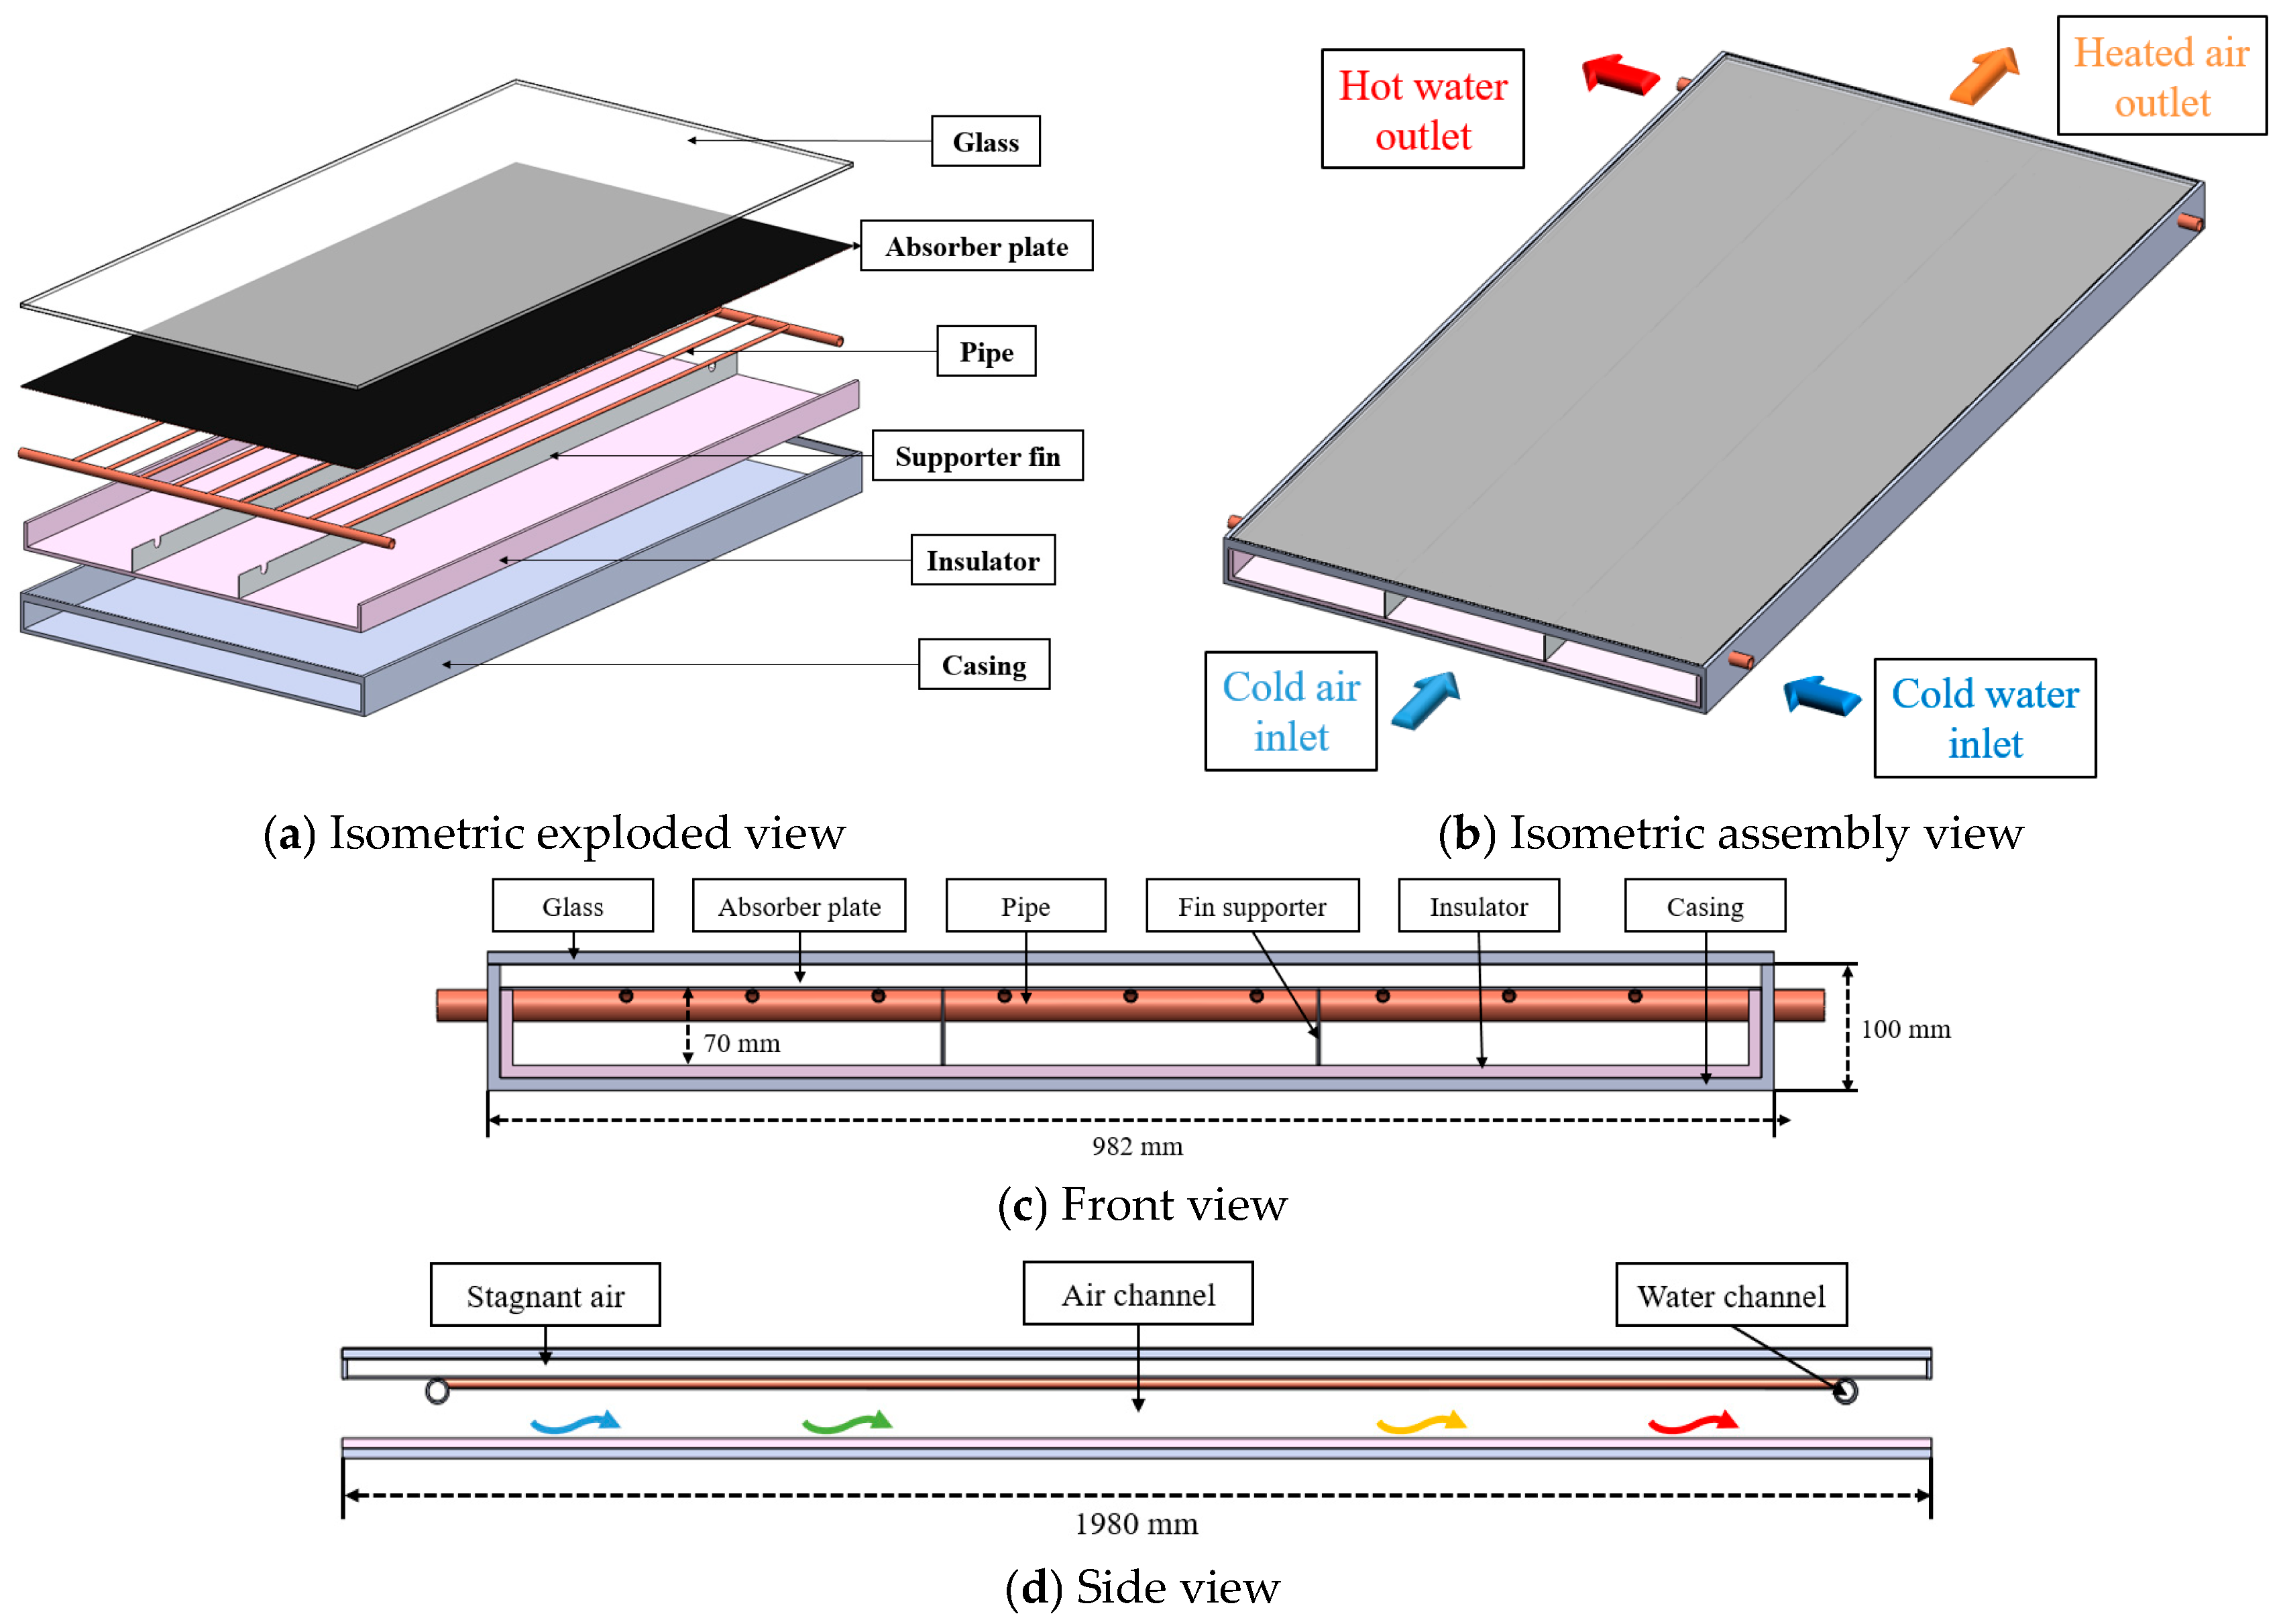 Glass
Absorber plate
Pipe
Supporter fin
Insulator
Casing
(a) Isometric exploded view
Hot water
outlet
Heated air
outlet
Cold air
inlet
Cold water
inlet
(b) Isometric assembly view
Glass
Absorber plate
Pipe
Fin supporter
Insulator
Casing
70 mm
100 mm
982 mm
(c) Front view
Stagnant air
Air channel
Water channel
1980 mm
(d) Side view